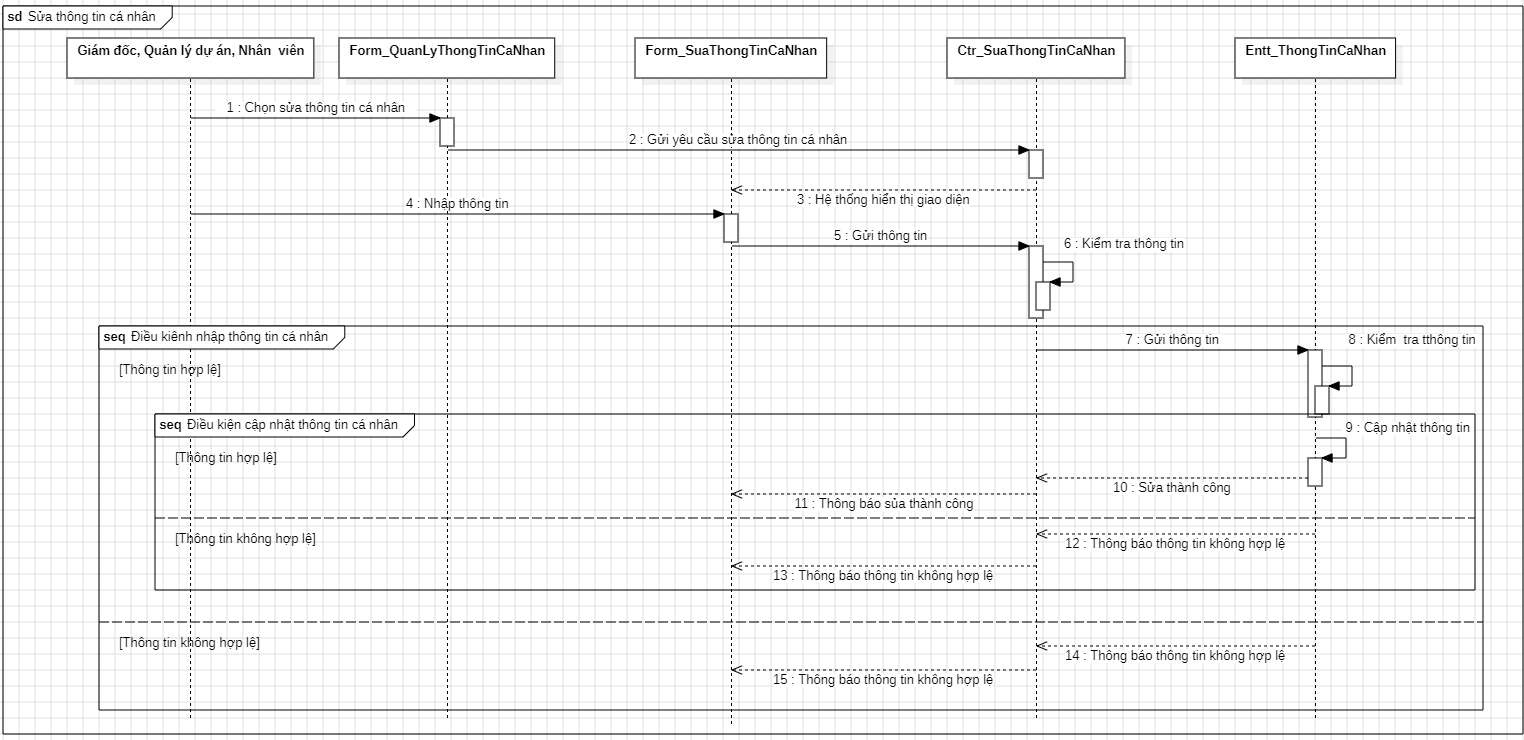 sd Sửa thông tin cá nhân
Giám đốc, Quản lý dự án, Nhân  viên
Form_QuanLyThongTinCaNhan
Form_SuaThongTinCaNhan
Ctr_SuaThongTinCaNhan
Entt_ThongTinCaNhan
1 : Chọn sửa thông tin cá nhân
2 : Gửi yêu cầu sửa thông tin cá nhân
3 : Hệ thống hiển thị giao diện
4 : Nhập thông tin
5 : Gửi thông tin
6 : Kiểm tra thông tin
seq Điều kiênh nhập thông tin cá nhân
7 : Gửi thông tin
8 : Kiểm  tra tthông tin
[Thông tin hợp lệ]
seq Điều kiện cập nhật thông tin cá nhân
9 : Cập nhật thông tin
[Thông tin hợp lệ]
10 : Sửa thành công
11 : Thông báo sủa thành công
[Thông tin không hợp lệ]
12 : Thông báo thông tin không hợp lệ
13 : Thông báo thông tin không hợp lệ
[Thông tin không hợp lệ]
14 : Thông báo thông tin không hợp lệ
15 : Thông báo thông tin không hợp lệ